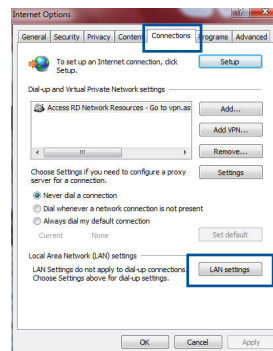 Internet Options
General Security Privacy Content Connections Programs Advanced
To set up an Internet connection, click
Setup.
Setup
Dial-up and Virtual Private Network settings
Access RD Network Resources - Go to vpn.as
Add...
Add VPN...
Remove...
Choose Settings if you need to configure a proxy
server for a connection.
Settings
Never dial a connection
Dial whenever a network connection is not present
Always dial my default connection
Current None
Set default
Local Area Network (LAN) settings
LAN Settings do not apply to dial-up connections.
Choose Settings above for dial-up settings.
LAN settings
OK Cancel Apply